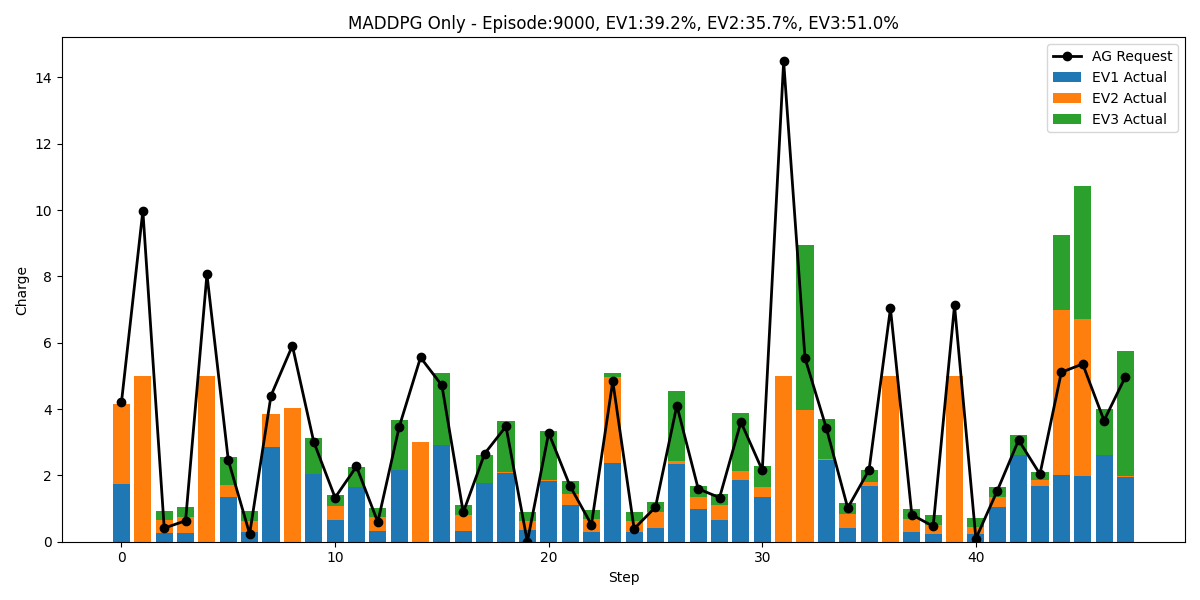 MADDPG Only - Episode:9000, EV1:39.2%, EV2:35.7%, EV3:51.0%
AG Request
EV1 Actual
EV2 Actual
EV3 Actual
Charge
14
12
10
8
6
4
2
0
0
10
20
30
40
Step